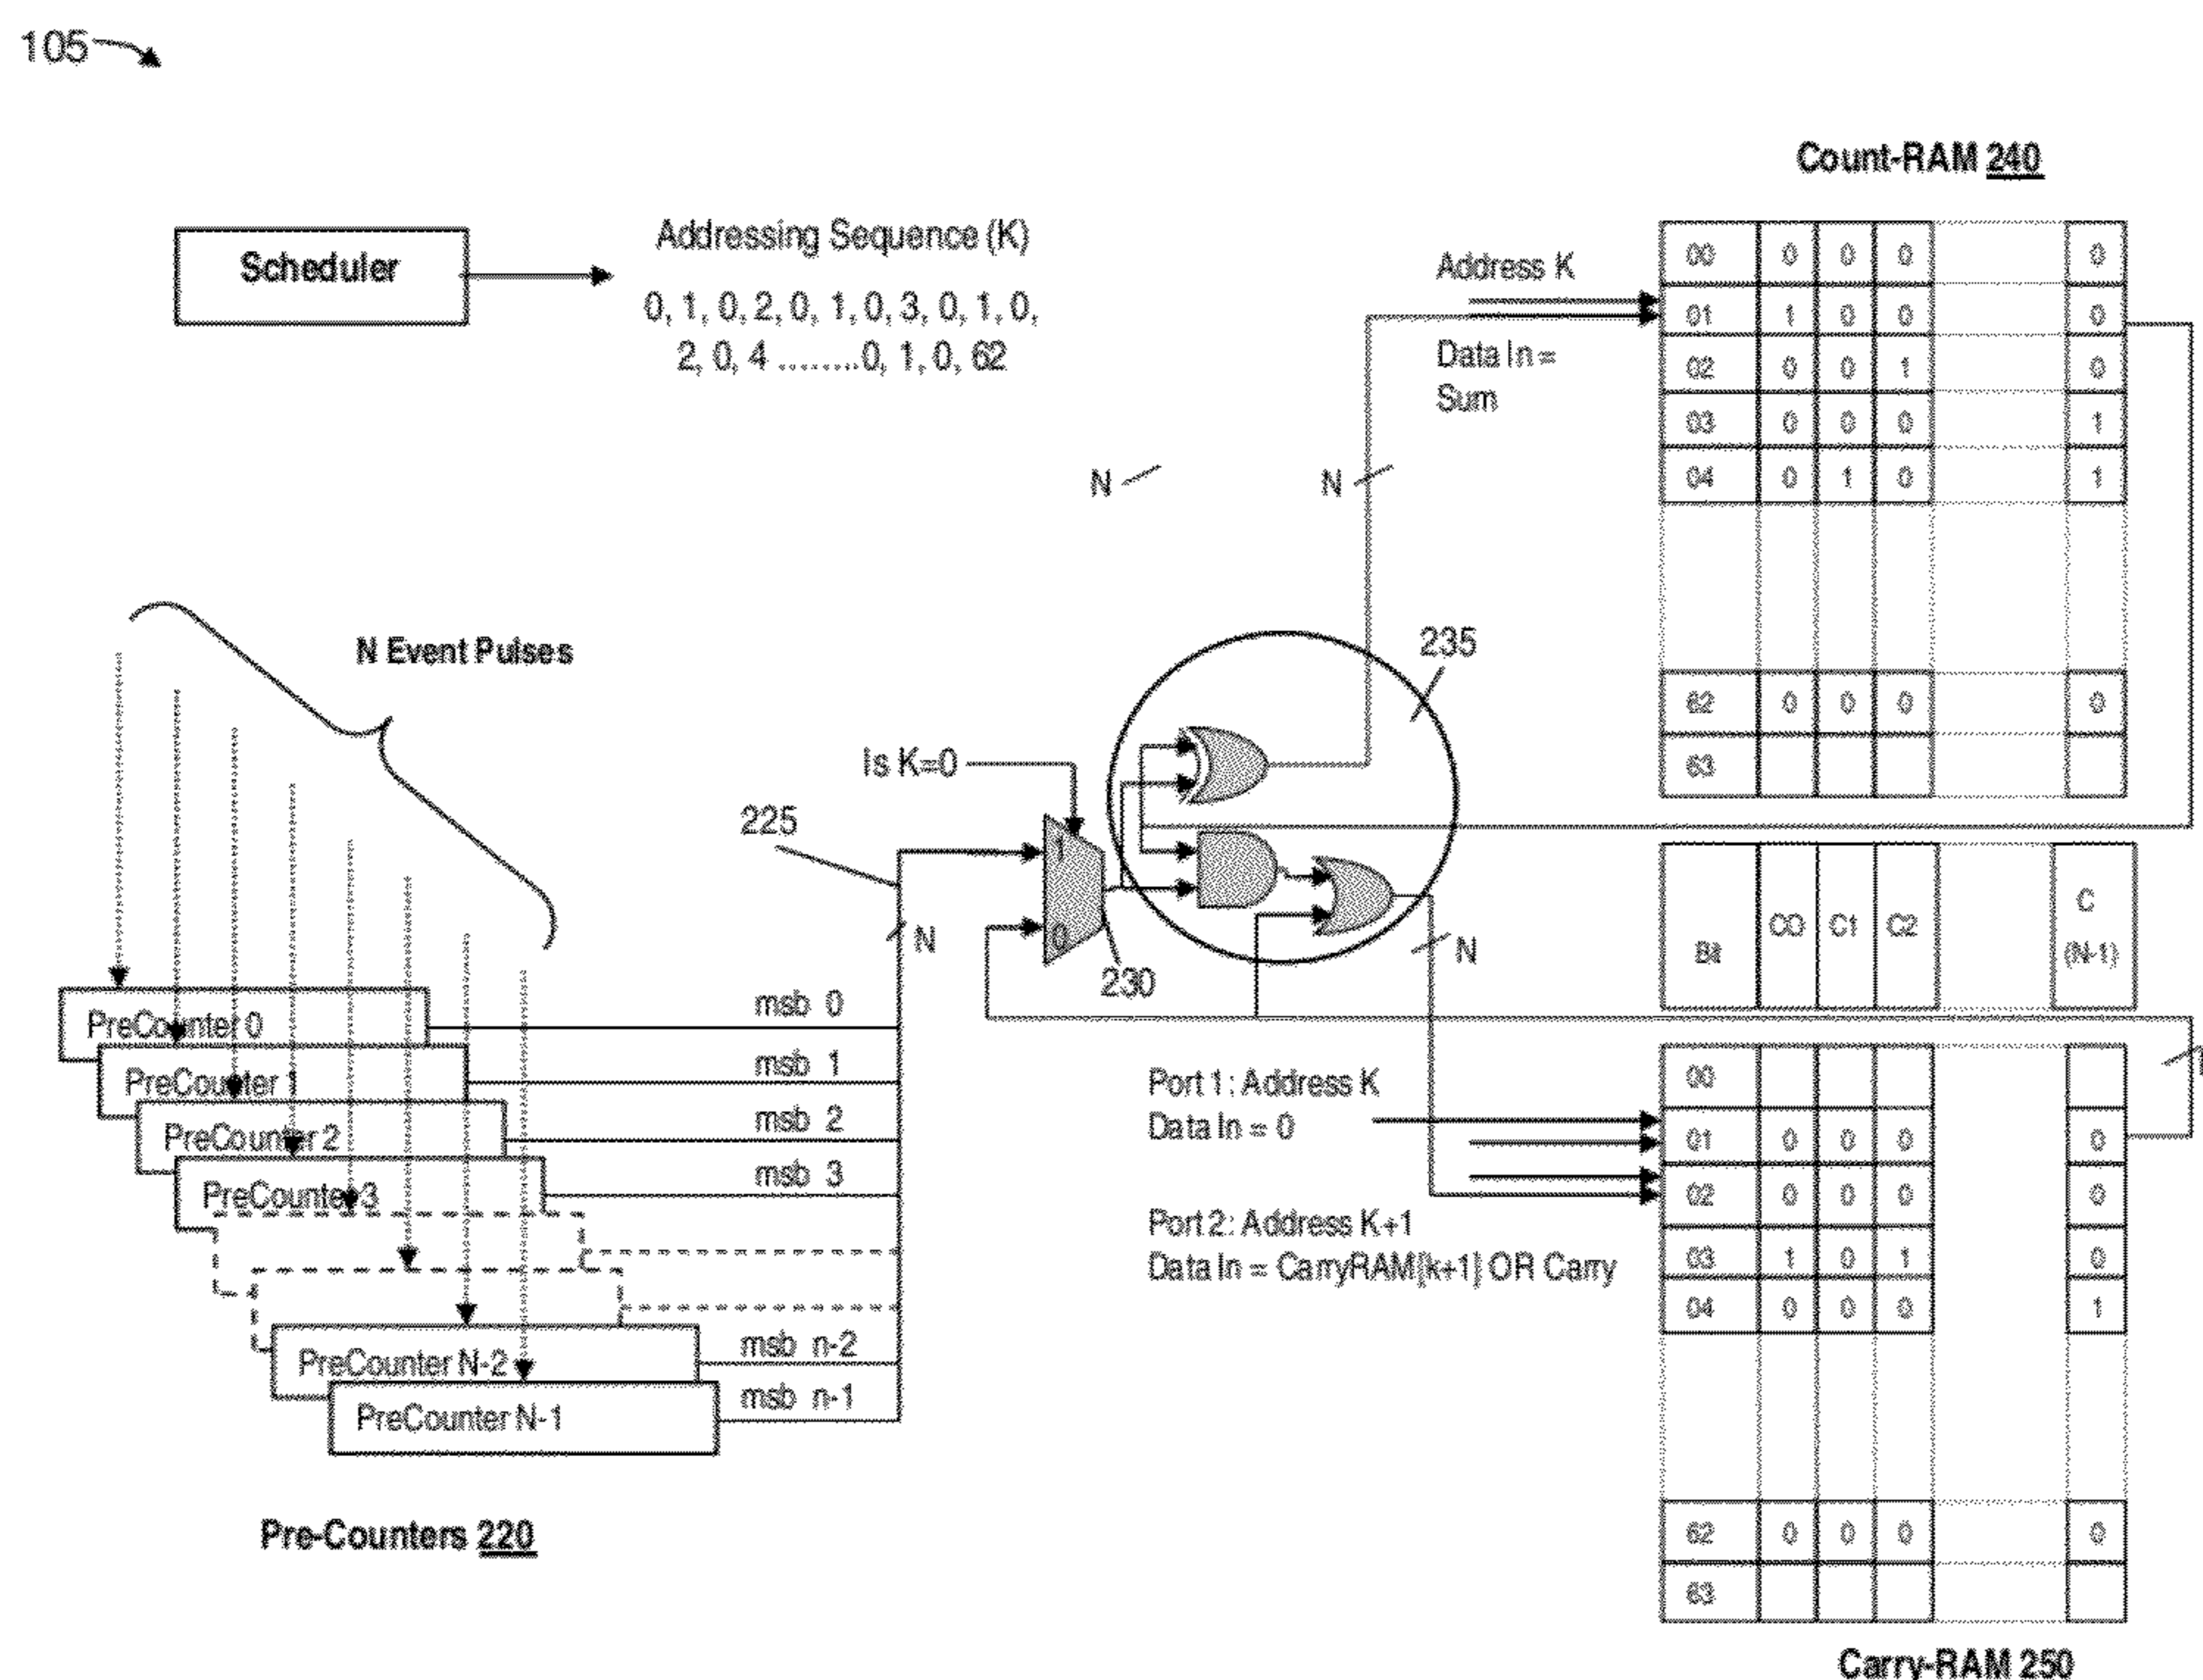 105
Count-RAM 240
Scheduler
Addressing Sequence (K)
0, 1, 0, 2, 0, 1, 0, 3, 0, 1, 0,
2, 0, 4 ........0, 1, 0, 62
Address K
Data In =
Sum
00 0 0 0 0
01 1 0 0 0
02 0 0 1 0
03 0 0 0 1
04 0 1 0 1
62 0 0 0 0
63
N
N
N Event Pulses
235
Is K=0
225
1
0
230
N
N
Bit C0 C1 C2 C
(N-1)
PreCounter 0
PreCounter 1
PreCounter 2
PreCounter 3
PreCounter N-2
PreCounter N-1
msb 0
msb 1
msb 2
msb 3
msb n-2
msb n-1
Port 1: Address K
Data In = 0
Port 2: Address K+1
Data In = CarryRAM[k+1] OR Carry
00
01 0 0 0 0
02 0 0 0 0
03 1 0 1 0
04 0 0 0 1
62 0 0 0 0
63
Pre-Counters 220
Carry-RAM 250